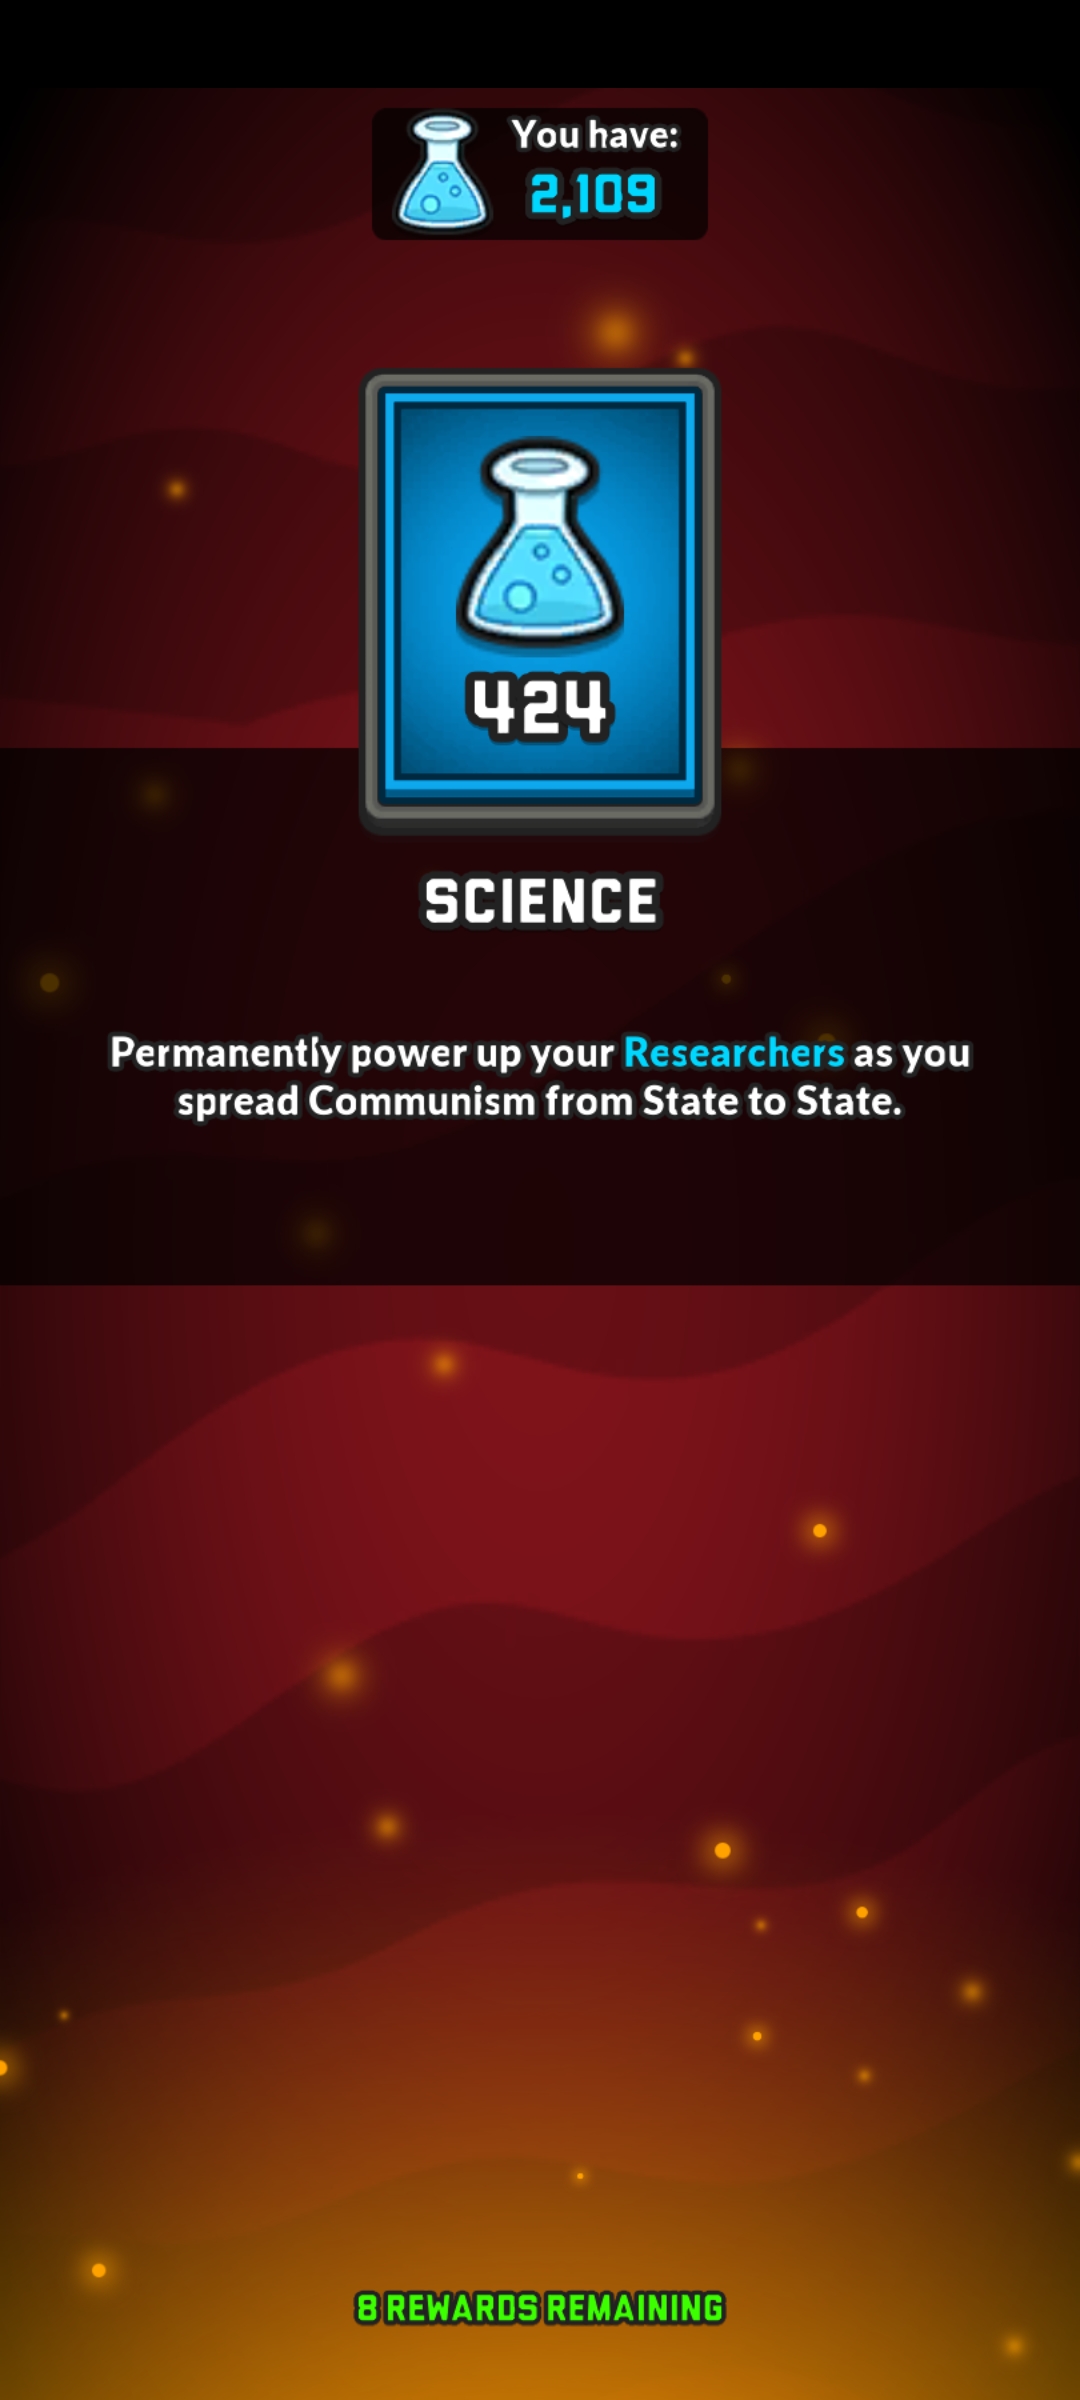 You have:
2,109
424
SCIENCE
Permanently power up your Researchers as you
spread Communism from State to State.
8 REWARDS REMAINING